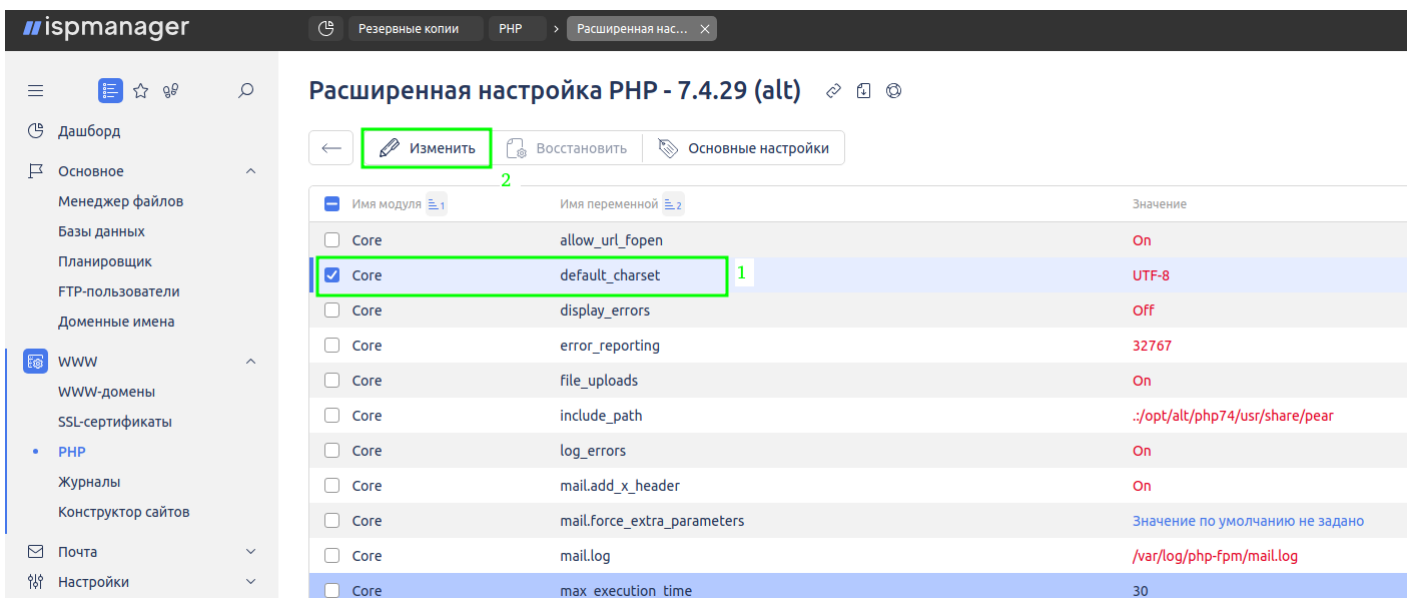 ispmanager
Резервные копии PHP > Расширенная нас... ×
Расширенная настройка PHP - 7.4.29 (alt)
Дашборд
Основное
Менеджер файлов
Базы данных
Планировщик
FTP-пользователи
Доменные имена
WWW
WWW-домены
SSL-сертификаты
PHP
Журналы
Конструктор сайтов
Почта
Настройки
Изменить Восстановить Основные настройки
2
Имя модуля 1 Имя переменной 2 Значение
Core allow_url_fopen On
Core default_charset 1 UTF-8
Core display_errors Off
Core error_reporting 32767
Core file_uploads On
Core include_path .:/opt/alt/php74/usr/share/pear
Core log_errors On
Core mail.add_x_header On
Core mail.force_extra_parameters Значение по умолчанию не задано
Core mail.log /var/log/php-fpm/mail.log
Core max_execution_time 30